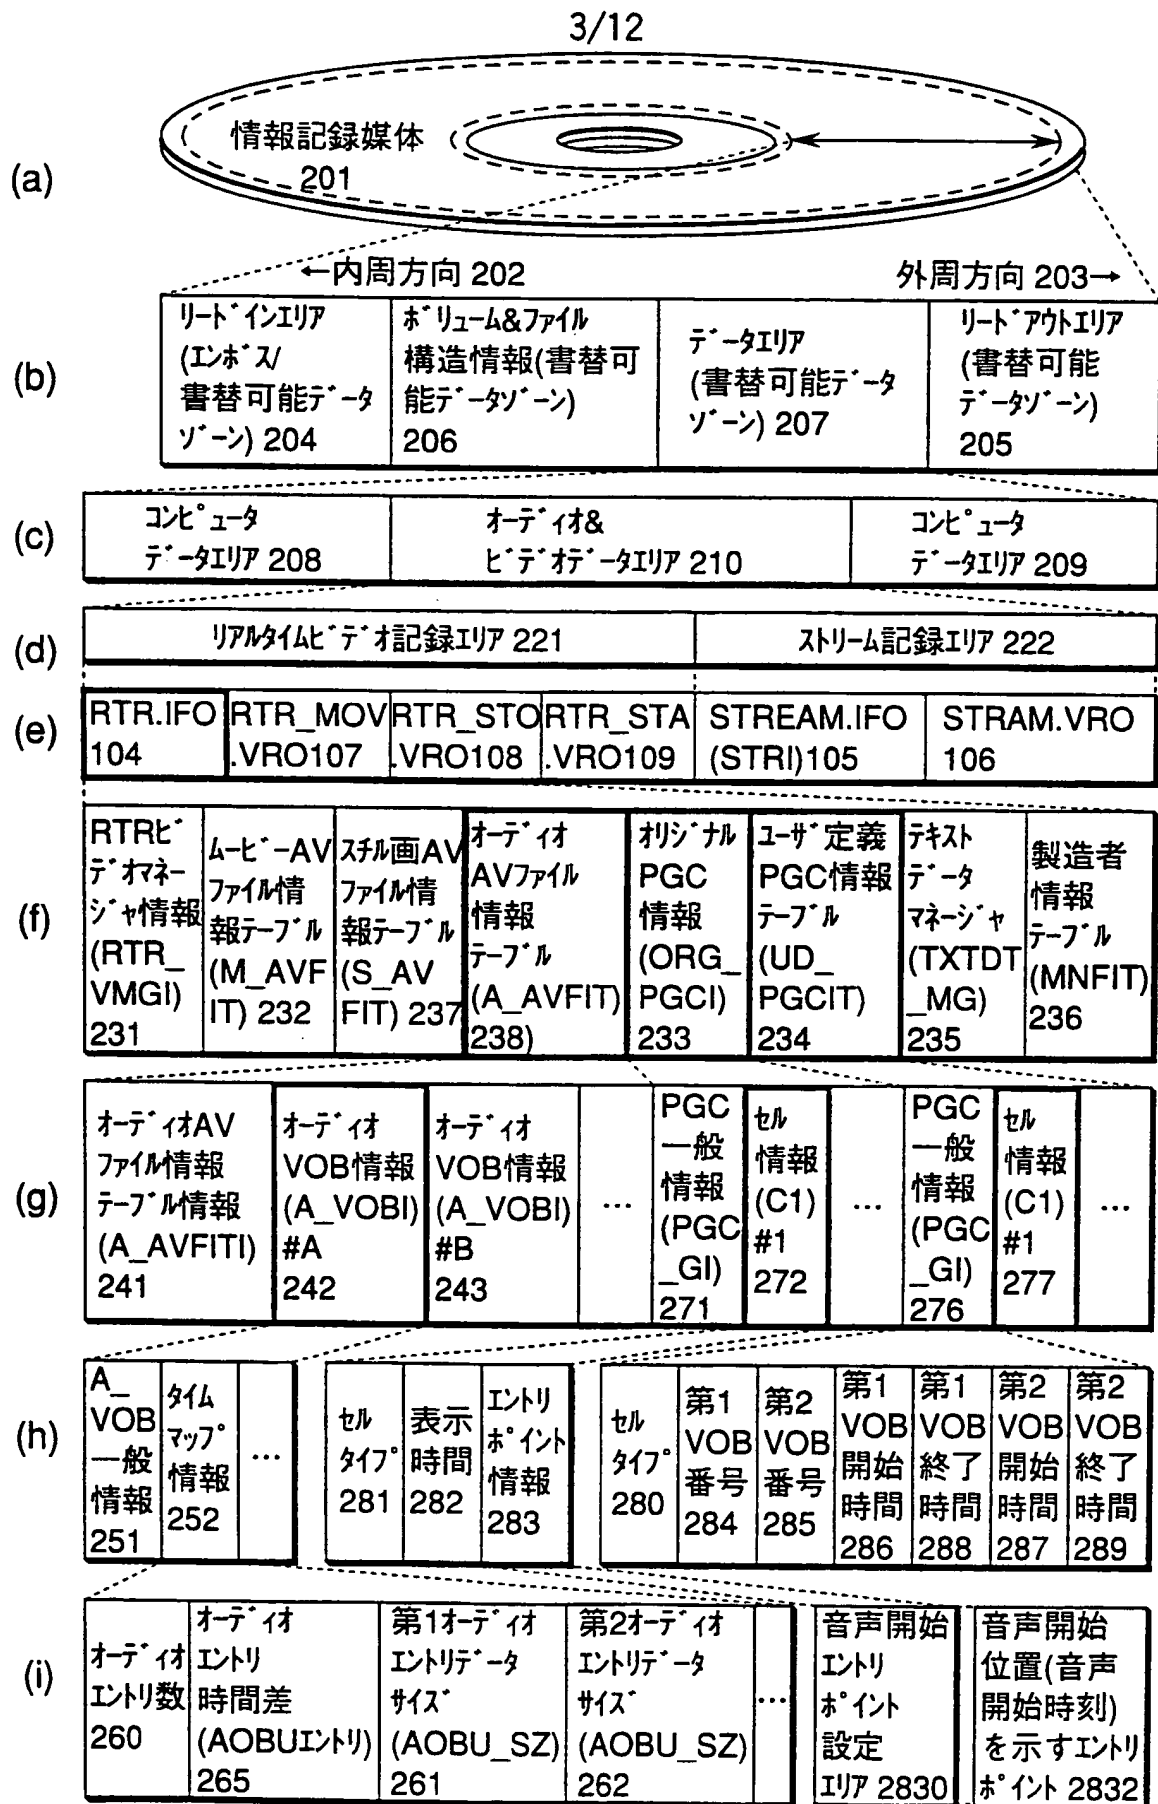 3/12
(a)
情報記録媒体
201
←内周方向 202
外周方向 203→
(b)
リードインエリア
(エンボス/
書替可能データ
ゾーン) 204
ボリューム&ファイル
構造情報(書替可
能データゾーン)
206
データエリア
(書替可能データ
ゾーン) 207
リードアウトエリア
(書替可能
データゾーン)
205
(c)
コンピュータ
データエリア 208
オーディオ&
ビデオデータエリア 210
コンピュータ
データエリア 209
(d)
リアルタイムビデオ記録エリア 221
ストリーム記録エリア 222
(e)
RTR.IFO
104
RTR_MOV
.VRO107
RTR_STO
.VRO108
RTR_STA
.VRO109
STREAM.IFO
(STRI)105
STRAM.VRO
106
(f)
RTRビ
デオマネー
ジャ情報
(RTR_
VMGI)
231
ムービーAV
ファイル情
報テーブル
(M_AVF
IT) 232
スチル画AV
ファイル情
報テーブル
(S_AV
FIT) 237
オーディオ
AVファイル
情報
テーブル
(A_AVFIT)
238)
オリジナル
PGC
情報
(ORG_
PGCI)
233
ユーザ定義
PGC情報
テーブル
(UD_
PGCIT)
234
テキスト
データ
マネージャ
(TXTDT
_MG)
235
製造者
情報
テーブル
(MNFIT)
236
(g)
オーディオAV
ファイル情報
テーブル情報
(A_AVFITI)
241
オーディオ
VOB情報
(A_VOBI)
#A
242
オーディオ
VOB情報
(A_VOBI)
#B
243
…
PGC
一般
情報
(PGC
_GI)
271
セル
情報
(C1)
#1
272
…
PGC
一般
情報
(PGC
_GI)
276
セル
情報
(C1)
#1
277
…
(h)
A_
VOB
一般
情報
251
タイム
マップ
情報
252
…
セル
タイプ
281
表示
時間
282
エントリ
ポイント
情報
283
セル
タイプ
280
第1
VOB
番号
284
第2
VOB
番号
285
第1
VOB
開始
時間
286
第1
VOB
終了
時間
288
第2
VOB
開始
時間
287
第2
VOB
終了
時間
289
(i)
オーディオ
エントリ数
260
オーディオ
エントリ
時間差
(AOBUエントリ)
265
第1オーディオ
エントリデータ
サイズ
(AOBU_SZ)
261
第2オーディオ
エントリデータ
サイズ
(AOBU_SZ)
262
…
音声開始
エントリ
ポイント
設定
エリア 2830
音声開始
位置(音声
開始時刻)
を示すエントリ
ポイント 2832